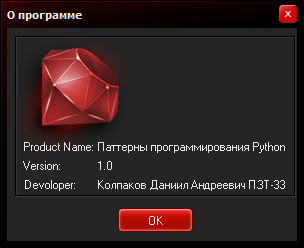 О программе
Product Name: Паттерны программирования Python
Version: 1.0
Devoloper: Колпаков Даниил Андреевич ПЗТ-33
OK